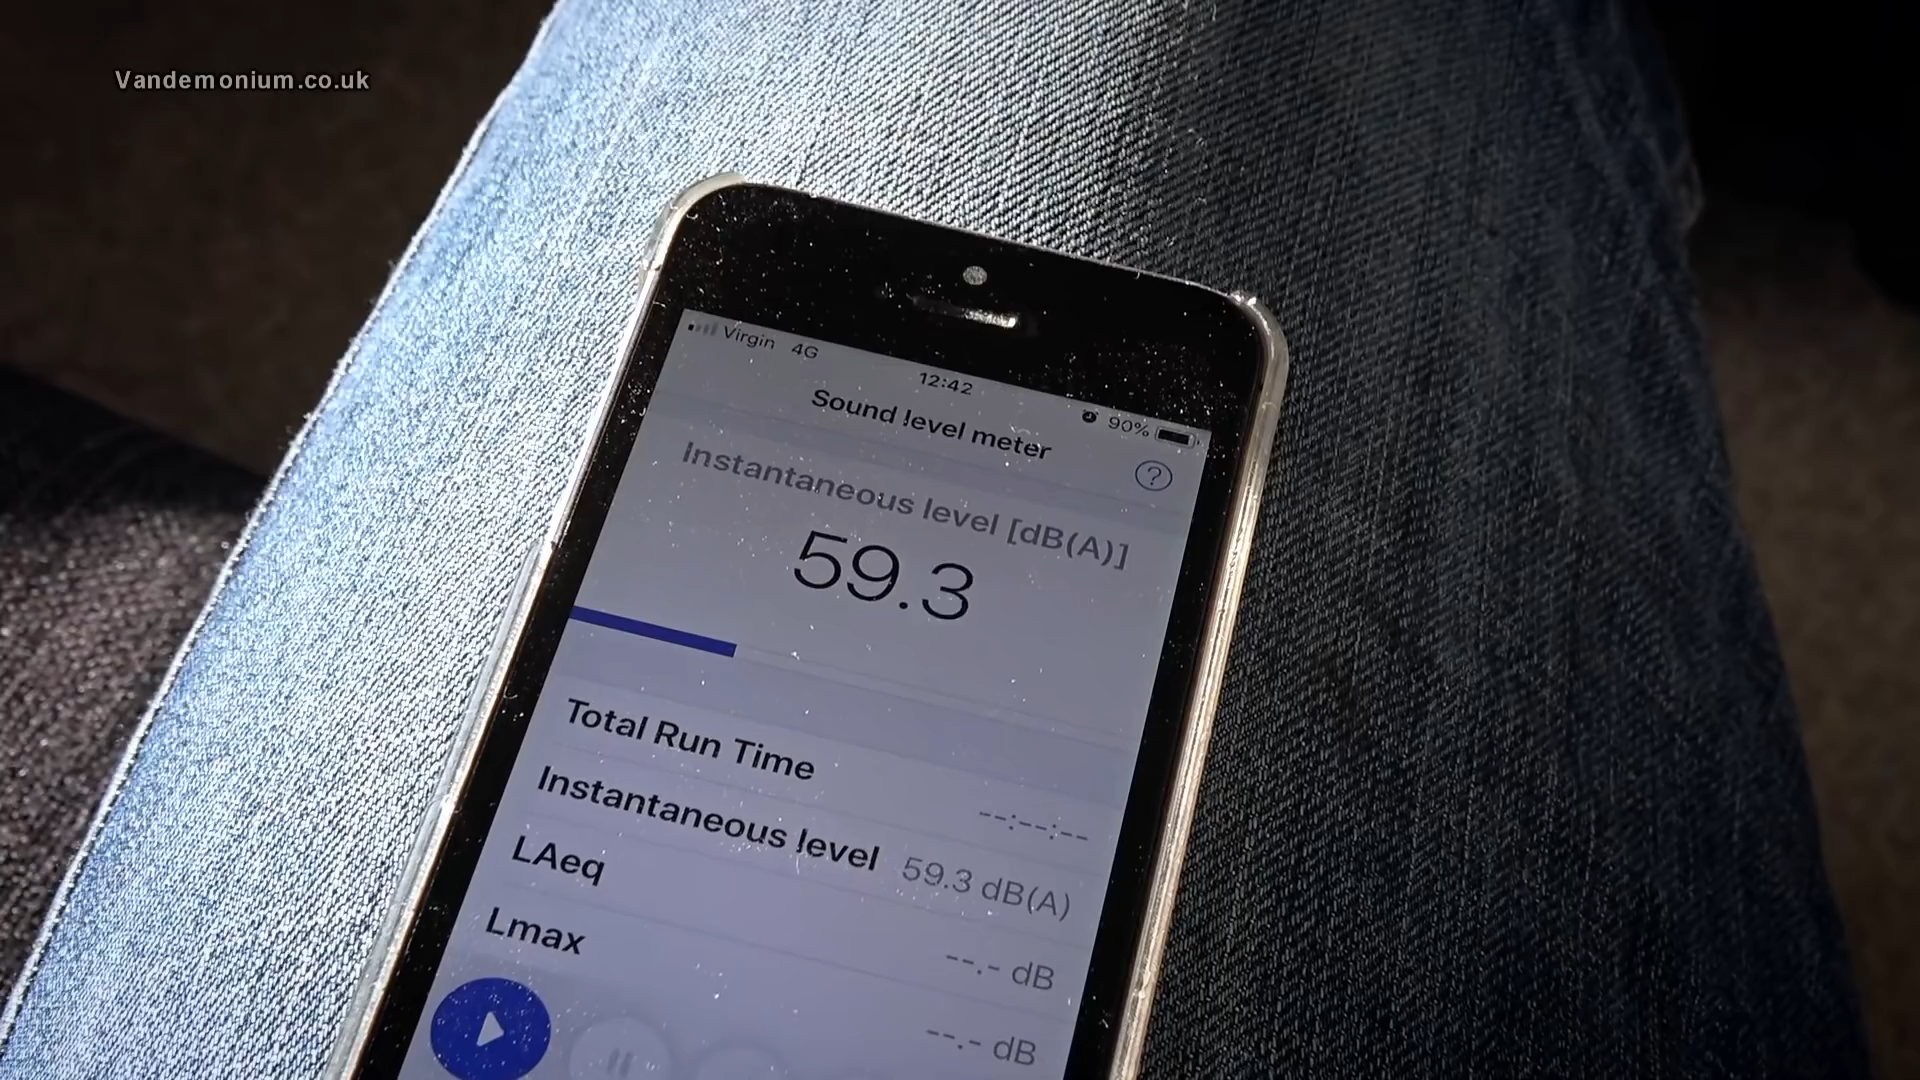 Vandemonium.co.uk
Virgin 4G
12:42
90%
Sound level meter
?
Instantaneous level [dB(A)]
59.3
Total Run Time
--:--:--
Instantaneous level 59.3 dB(A)
LAeq
--.- dB
Lmax
--.- dB